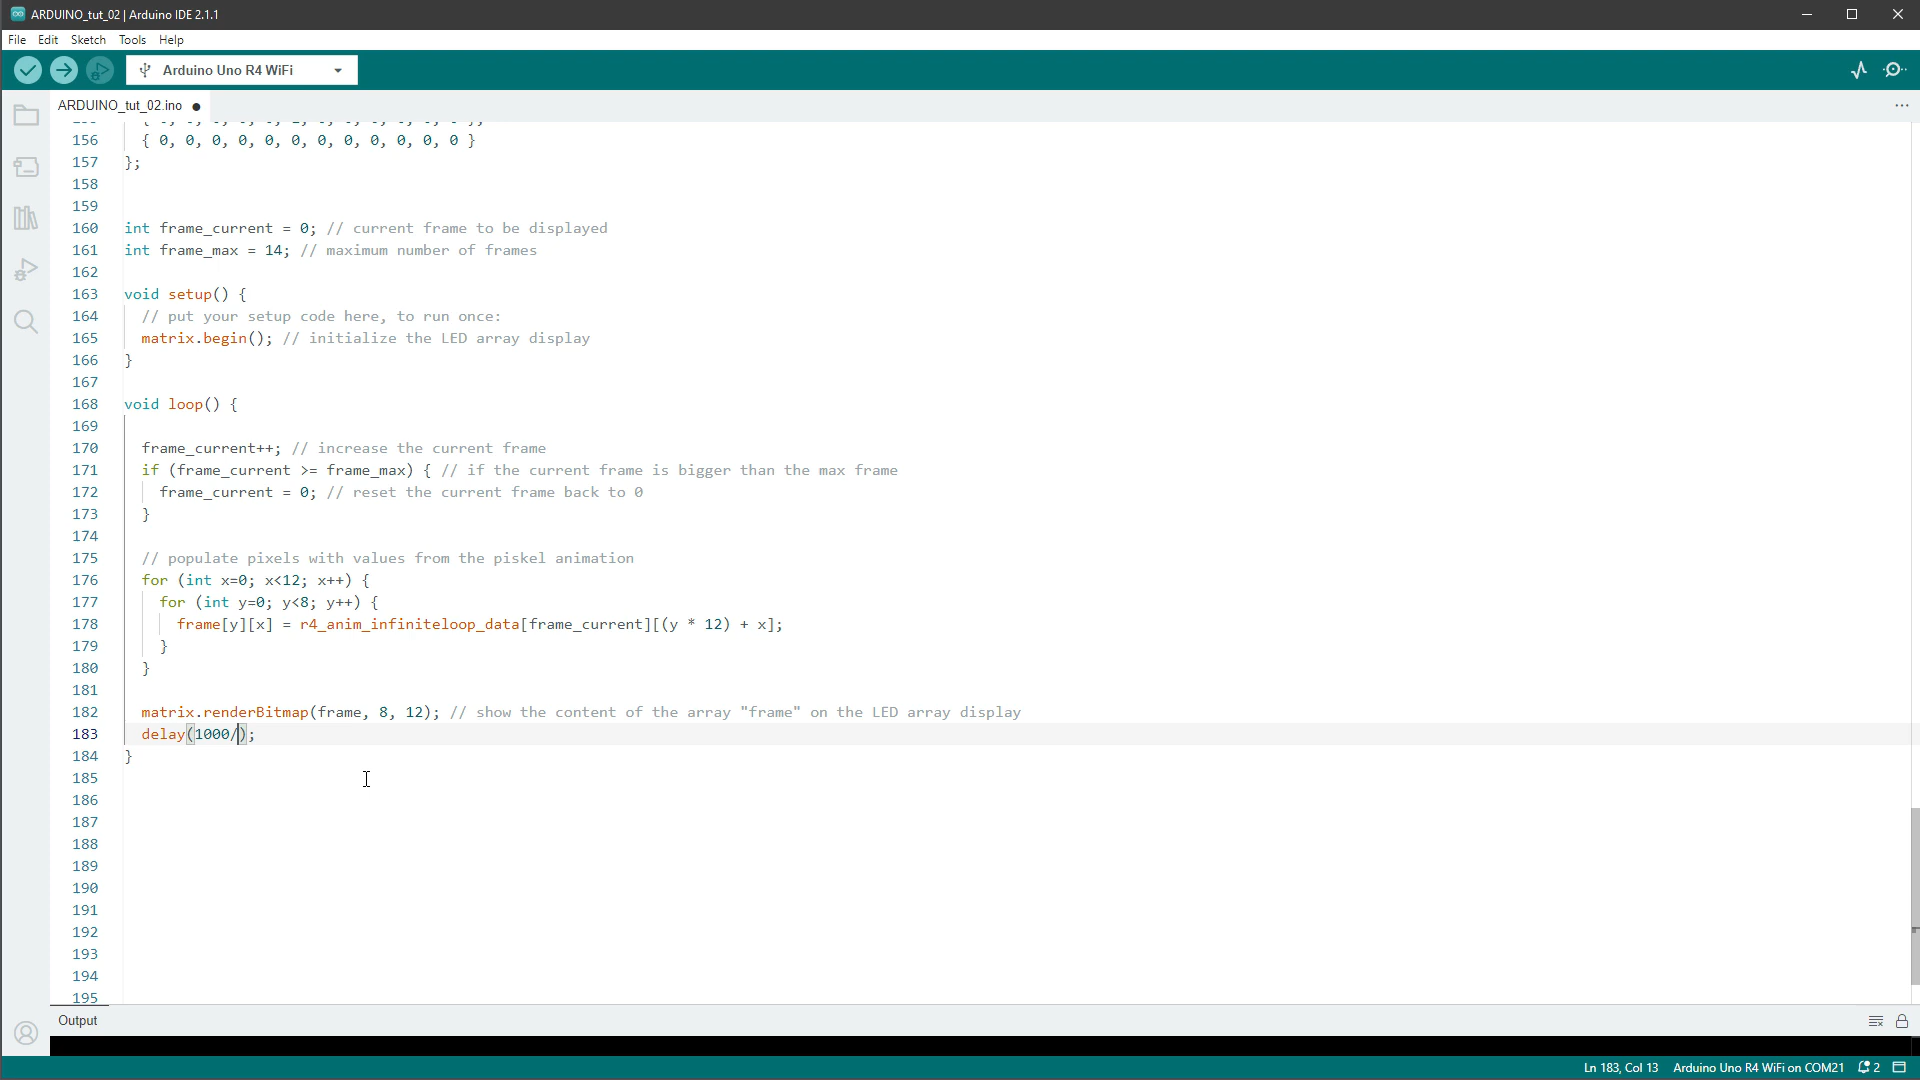 ARDUINO_tut_02 | Arduino IDE 2.1.1
File Edit Sketch Tools Help
Arduino Uno R4 WiFi
ARDUINO_tut_02.ino
156 { 0, 0, 0, 0, 0, 0, 0, 0, 0, 0, 0, 0 }
157 };
158
159
160 int frame_current = 0; // current frame to be displayed
161 int frame_max = 14; // maximum number of frames
162
163 void setup() {
164 // put your setup code here, to run once:
165 matrix.begin(); // initialize the LED array display
166 }
167
168 void loop() {
169
170 frame_current++; // increase the current frame
171 if (frame_current >= frame_max) { // if the current frame is bigger than the max frame
172 frame_current = 0; // reset the current frame back to 0
173 }
174
175 // populate pixels with values from the piskel animation
176 for (int x=0; x<12; x++) {
177 for (int y=0; y<8; y++) {
178 frame[y][x] = r4_anim_infiniteloop_data[frame_current][(y * 12) + x];
179 }
180 }
181
182 matrix.renderBitmap(frame, 8, 12); // show the content of the array "frame" on the LED array display
183 delay(1000/);
184 }
185
186
187
188
189
190
191
192
193
194
195
Output
Ln 183, Col 13 Arduino Uno R4 WiFi on COM21 2